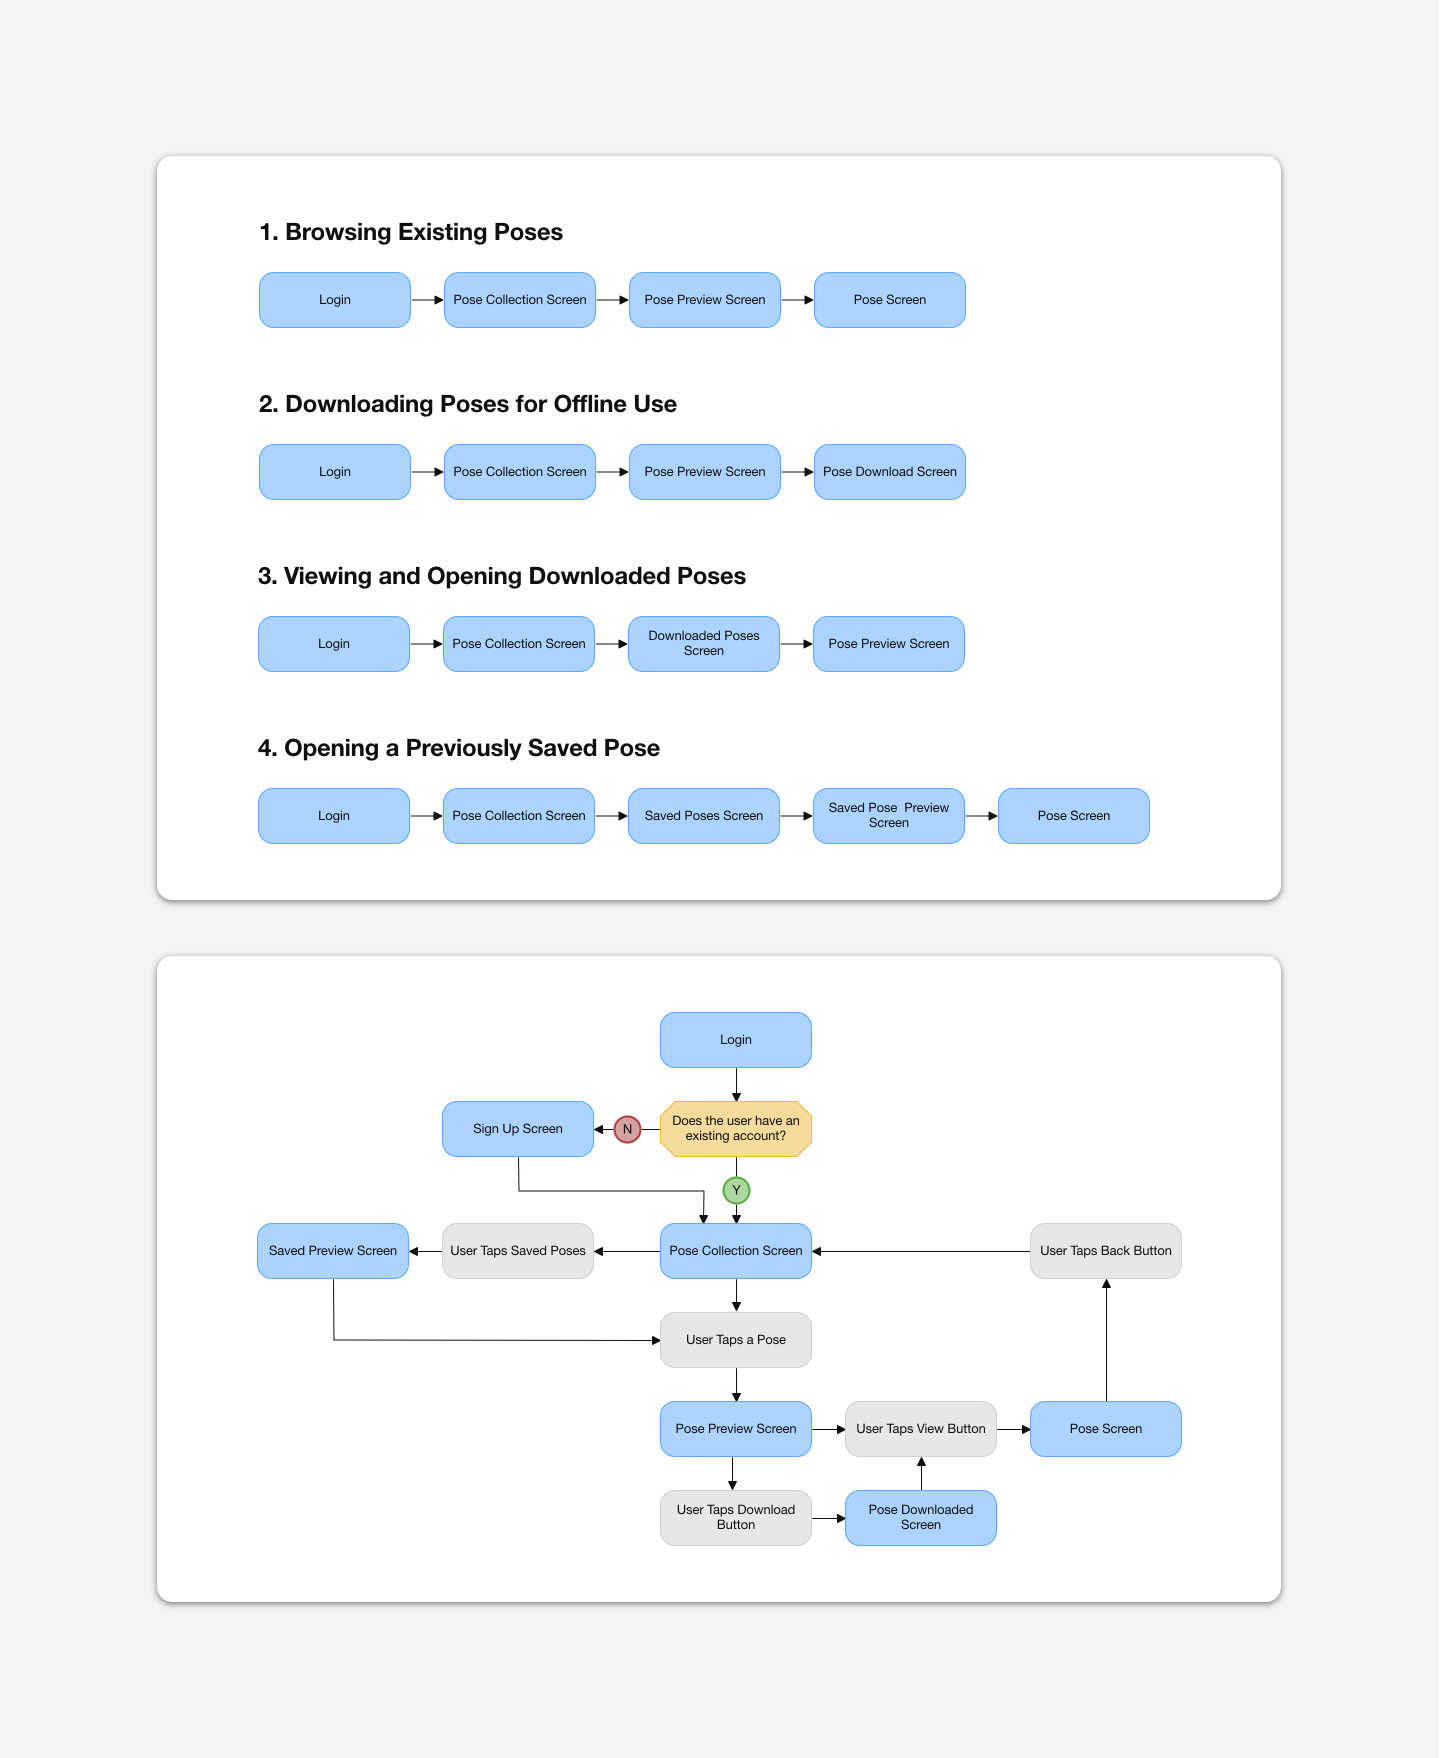 1. Browsing Existing Poses
Login
Pose Collection Screen
Pose Preview Screen
Pose Screen
2. Downloading Poses for Offline Use
Login
Pose Collection Screen
Pose Preview Screen
Pose Download Screen
3. Viewing and Opening Downloaded Poses
Login
Pose Collection Screen
Downloaded Poses
Screen
Pose Preview Screen
4. Opening a Previously Saved Pose
Login
Pose Collection Screen
Saved Poses Screen
Saved Pose  Preview
Screen
Pose Screen
Login
Sign Up Screen
N
Does the user have an
existing account?
Y
Saved Preview Screen
User Taps Saved Poses
Pose Collection Screen
User Taps Back Button
User Taps a Pose
Pose Preview Screen
User Taps View Button
Pose Screen
User Taps Download
Button
Pose Downloaded
Screen